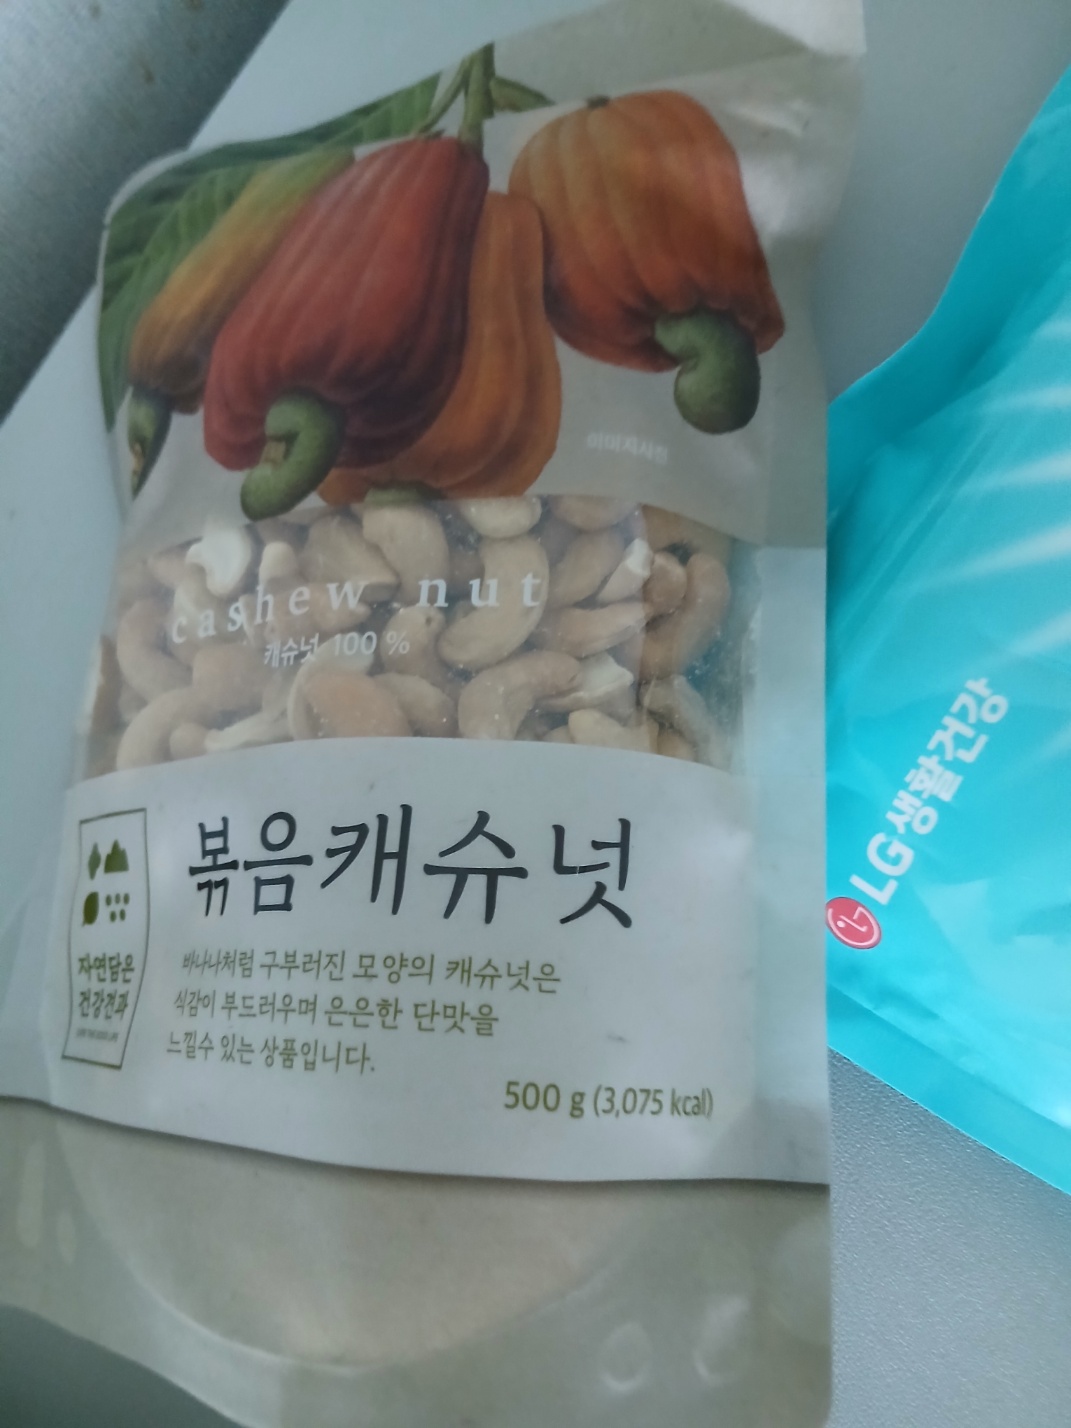 이미지사진
cashew nut
캐슈넛 100 %
볶음캐슈넛
자연담은
건강견과
바나나처럼 구부러진 모양의 캐슈넛은
식감이 부드러우며 은은한 단맛을
느낄수 있는 상품입니다.
500 g (3,075 kcal)
LG생활건강